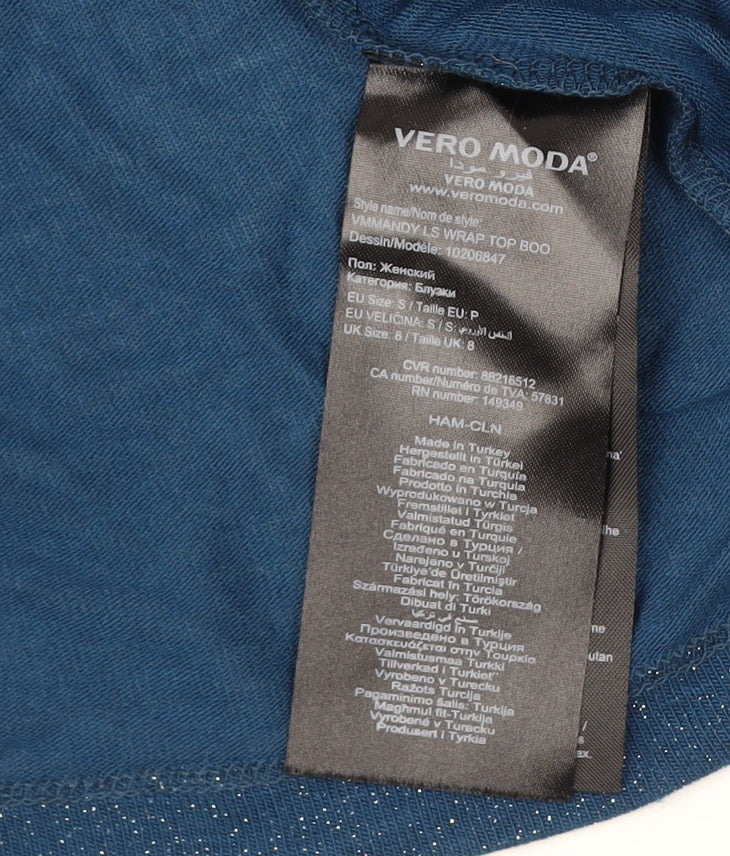 VERO MODA®
فيرو مودا
VERO MODA
www.veromoda.com
Style name/Nom de style:
VMMANDY LS WRAP TOP BOO
Dessin/Modèle: 10206847
Пол: Женский
Категория: Блузки
EU Size: S / Taille EU: P
EU VELIČINA: S / S :المقاس الأوروبي
UK Size: 8 / Taille UK: 8
CVR number: 88216512
CA number/Numéro de TVA: 57831
RN number: 149349
HAM-CLN
Made in Turkey
Hergestellt in Türkei
Fabricado en Turquía
Fabricado na Turquia
Prodotto in Turchia
Wyprodukowano w Turcja
Fremstillet i Tyrkiet
Valmistatud Türgis
Fabriqué en Turquie
Сделано в Турция /
Izrađeno u Turskoj
Narejeno v Turčiji
Türkiye'de Üretilmiştir
Fabricat în Turcia
Származási hely: Törökország
Dibuat di Turki
صنع في تركيا
Vervaardigd in Turkije
Произведено в Турция
Κατασκευάζεται στην Τουρκία
Valmistusmaa Turkki
Tillverkad i Turkiet
Vyrobeno v Turecku
Ražots Turcija
Pagaminimo šalis: Turkija
Magħmul fit-Turkija
Vyrobené v Turecku
Produsert i Tyrkia